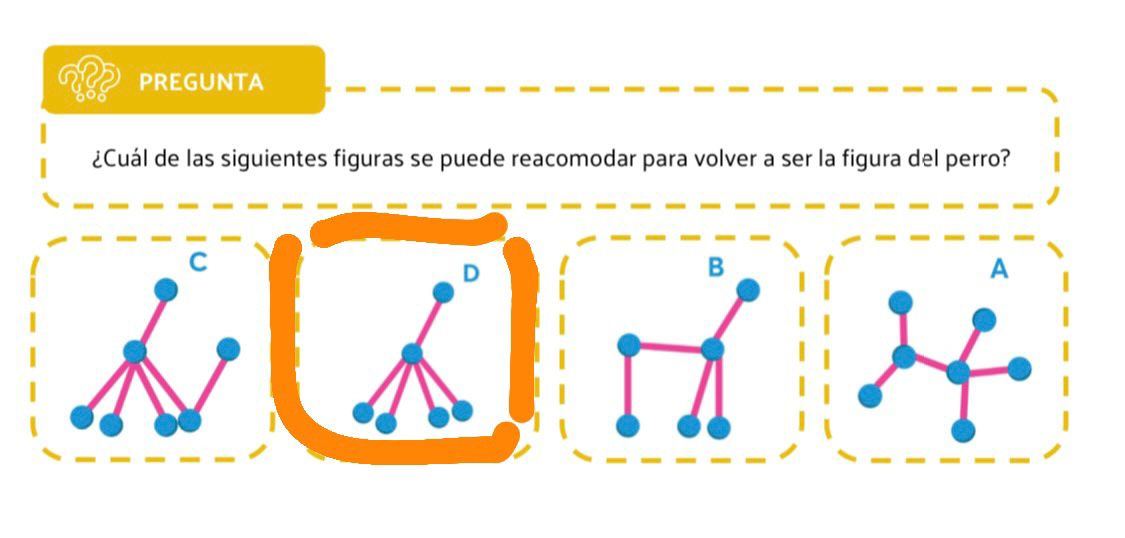 PREGUNTA
¿Cuál de las siguientes figuras se puede reacomodar para volver a ser la figura del perro?
C
D
B
A